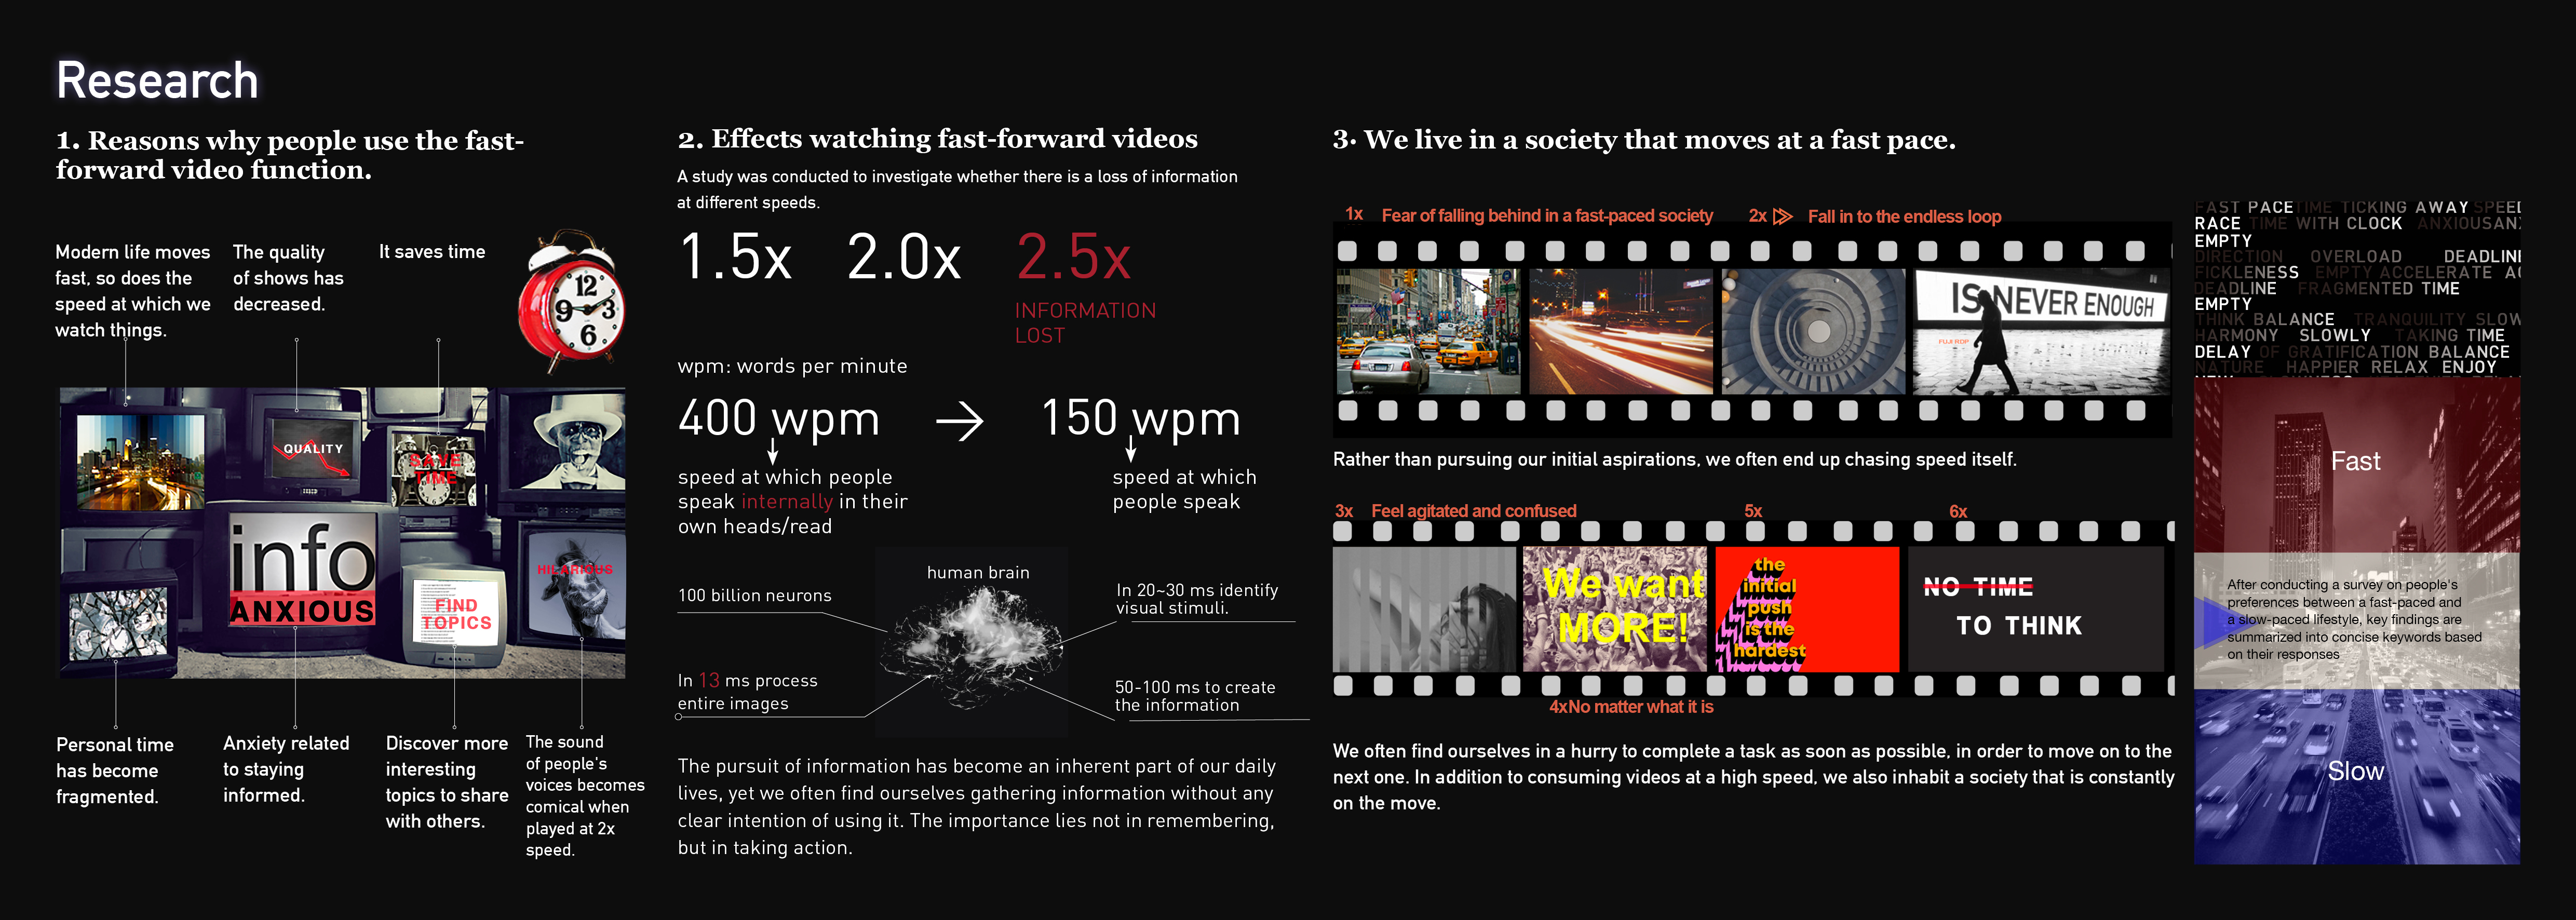 Research
1. Reasons why people use the fast-
forward video function.
Modern life moves
fast, so does the
speed at which we
watch things.
The quality
of shows has
decreased.
It saves time
12
9
3
6
QUALITY
SAVE
TIME
info
ANXIOUS
FIND
TOPICS
HILARIOUS
Personal time
has become
fragmented.
Anxiety related
to staying
informed.
Discover more
interesting
topics to share
with others.
The sound
of people's
voices becomes
comical when
played at 2x
speed.
2. Effects watching fast-forward videos
A study was conducted to investigate whether there is a loss of information
at different speeds.
1.5x 2.0x 2.5x
INFORMATION
LOST
wpm: words per minute
400 wpm → 150 wpm
speed at which people
speak internally in their
own heads/read
speed at which
people speak
human brain
100 billion neurons
In 20~30 ms identify
visual stimuli.
In 13 ms process
entire images
50-100 ms to create
the information
The pursuit of information has become an inherent part of our daily
lives, yet we often find ourselves gathering information without any
clear intention of using it. The importance lies not in remembering,
but in taking action.
3. We live in a society that moves at a fast pace.
1x Fear of falling behind in a fast-paced society 2x Fall in to the endless loop
IS NEVER ENOUGH
FUJI RDP
Rather than pursuing our initial aspirations, we often end up chasing speed itself.
3x Feel agitated and confused 5x 6x
We want
MORE!
the
initial
push
is the
hardest
NO TIME
TO THINK
4xNo matter what it is
We often find ourselves in a hurry to complete a task as soon as possible, in order to move on to the
next one. In addition to consuming videos at a high speed, we also inhabit a society that is constantly
on the move.
FAST PACE TIME TICKING AWAY SPEED
RACE TIME WITH CLOCK ANXIOUS
EMPTY
DIRECTION OVERLOAD DEADLINE
FICKLENESS EMPTY ACCELERATE
DEADLINE FRAGMENTED TIME
EMPTY
THINK BALANCE TRANQUILITY SLOW
HARMONY SLOWLY TAKING TIME
DELAY OF GRATIFICATION BALANCE
NATURE HAPPIER RELAX ENJOY
Fast
After conducting a survey on people's
preferences between a fast-paced and
a slow-paced lifestyle, key findings are
summarized into concise keywords based
on their responses
Slow